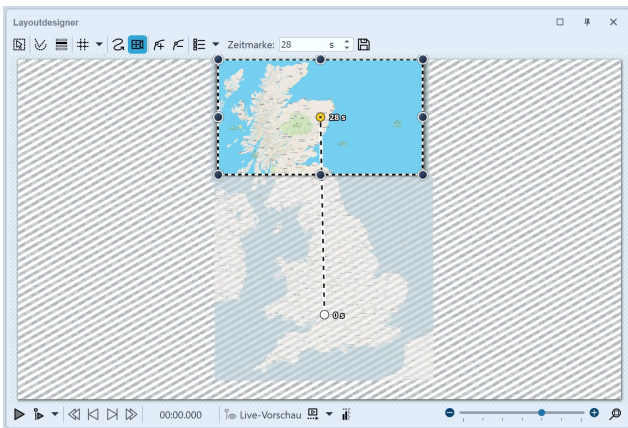 Layoutdesigner
Zeitmarke: 28 s
28 s
0 s
00:00.000 Live-Vorschau